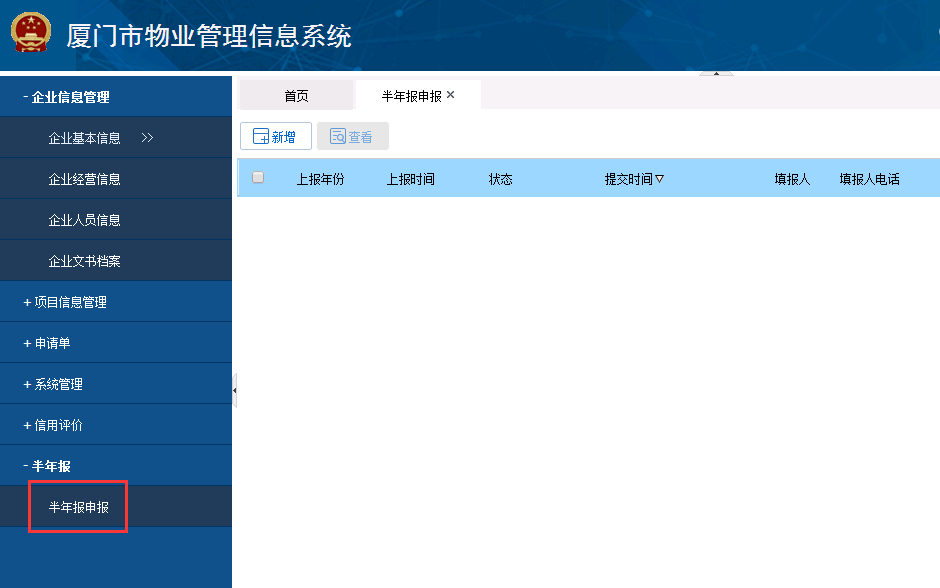 厦门市物业管理信息系统
- 企业信息管理
企业基本信息 >>
企业经营信息
企业人员信息
企业文书档案
+ 项目信息管理
+ 申请单
+ 系统管理
+ 信用评价
- 半年报
半年报申报
首页 半年报申报 ×
新增 查看
上报年份 上报时间 状态 提交时间▽ 填报人 填报人电话